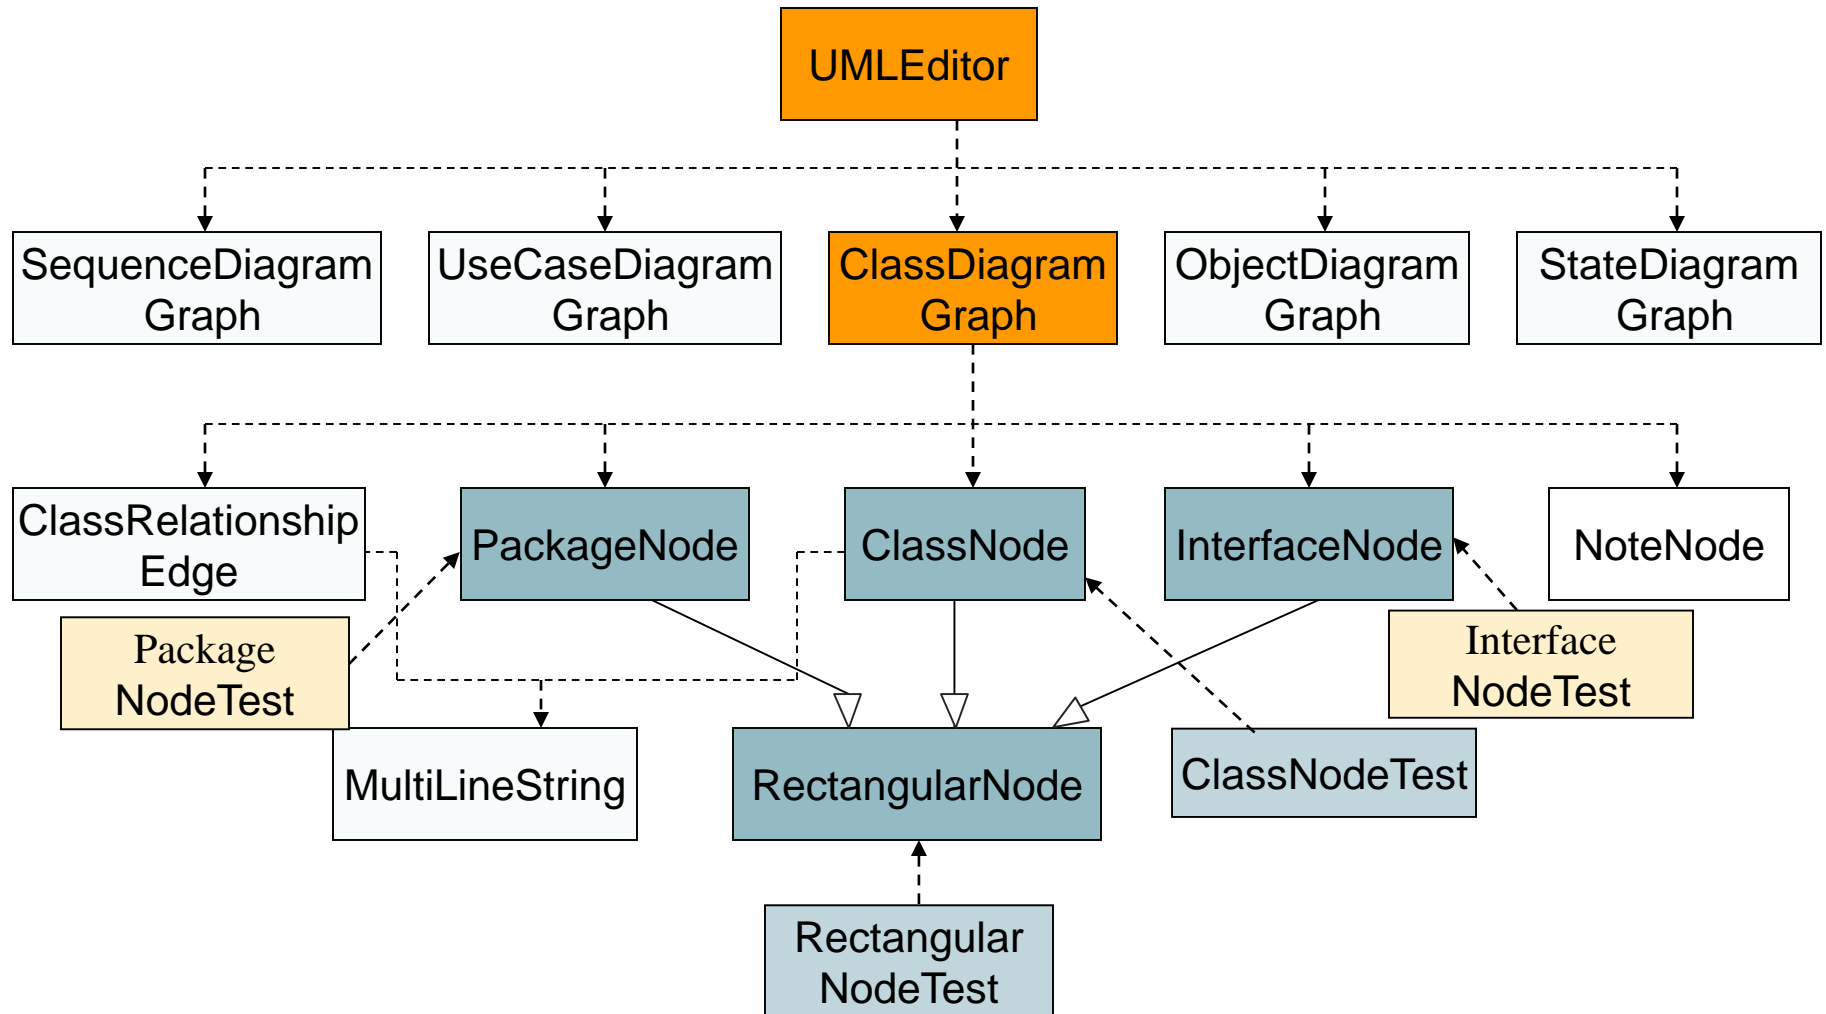 UMLEditor
SequenceDiagram
Graph
UseCaseDiagram
Graph
ClassDiagram
Graph
ObjectDiagram
Graph
StateDiagram
Graph
ClassRelationship
Edge
PackageNode
ClassNode
InterfaceNode
NoteNode
Package
NodeTest
Interface
NodeTest
MultiLineString
RectangularNode
ClassNodeTest
Rectangular
NodeTest